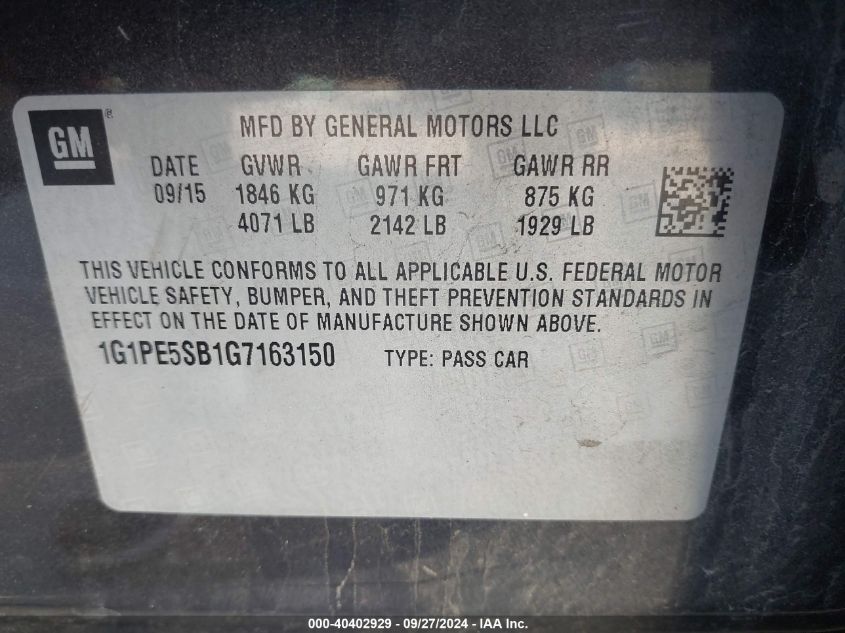 GM ®
MFD BY GENERAL MOTORS LLC
DATE GVWR GAWR FRT GAWR RR
09/15 1846 KG 971 KG 875 KG
4071 LB 2142 LB 1929 LB
THIS VEHICLE CONFORMS TO ALL APPLICABLE U.S. FEDERAL MOTOR
VEHICLE SAFETY, BUMPER, AND THEFT PREVENTION STANDARDS IN
EFFECT ON THE DATE OF MANUFACTURE SHOWN ABOVE.
1G1PE5SB1G7163150 TYPE: PASS CAR
000-40402929 - 09/27/2024 - IAA Inc.